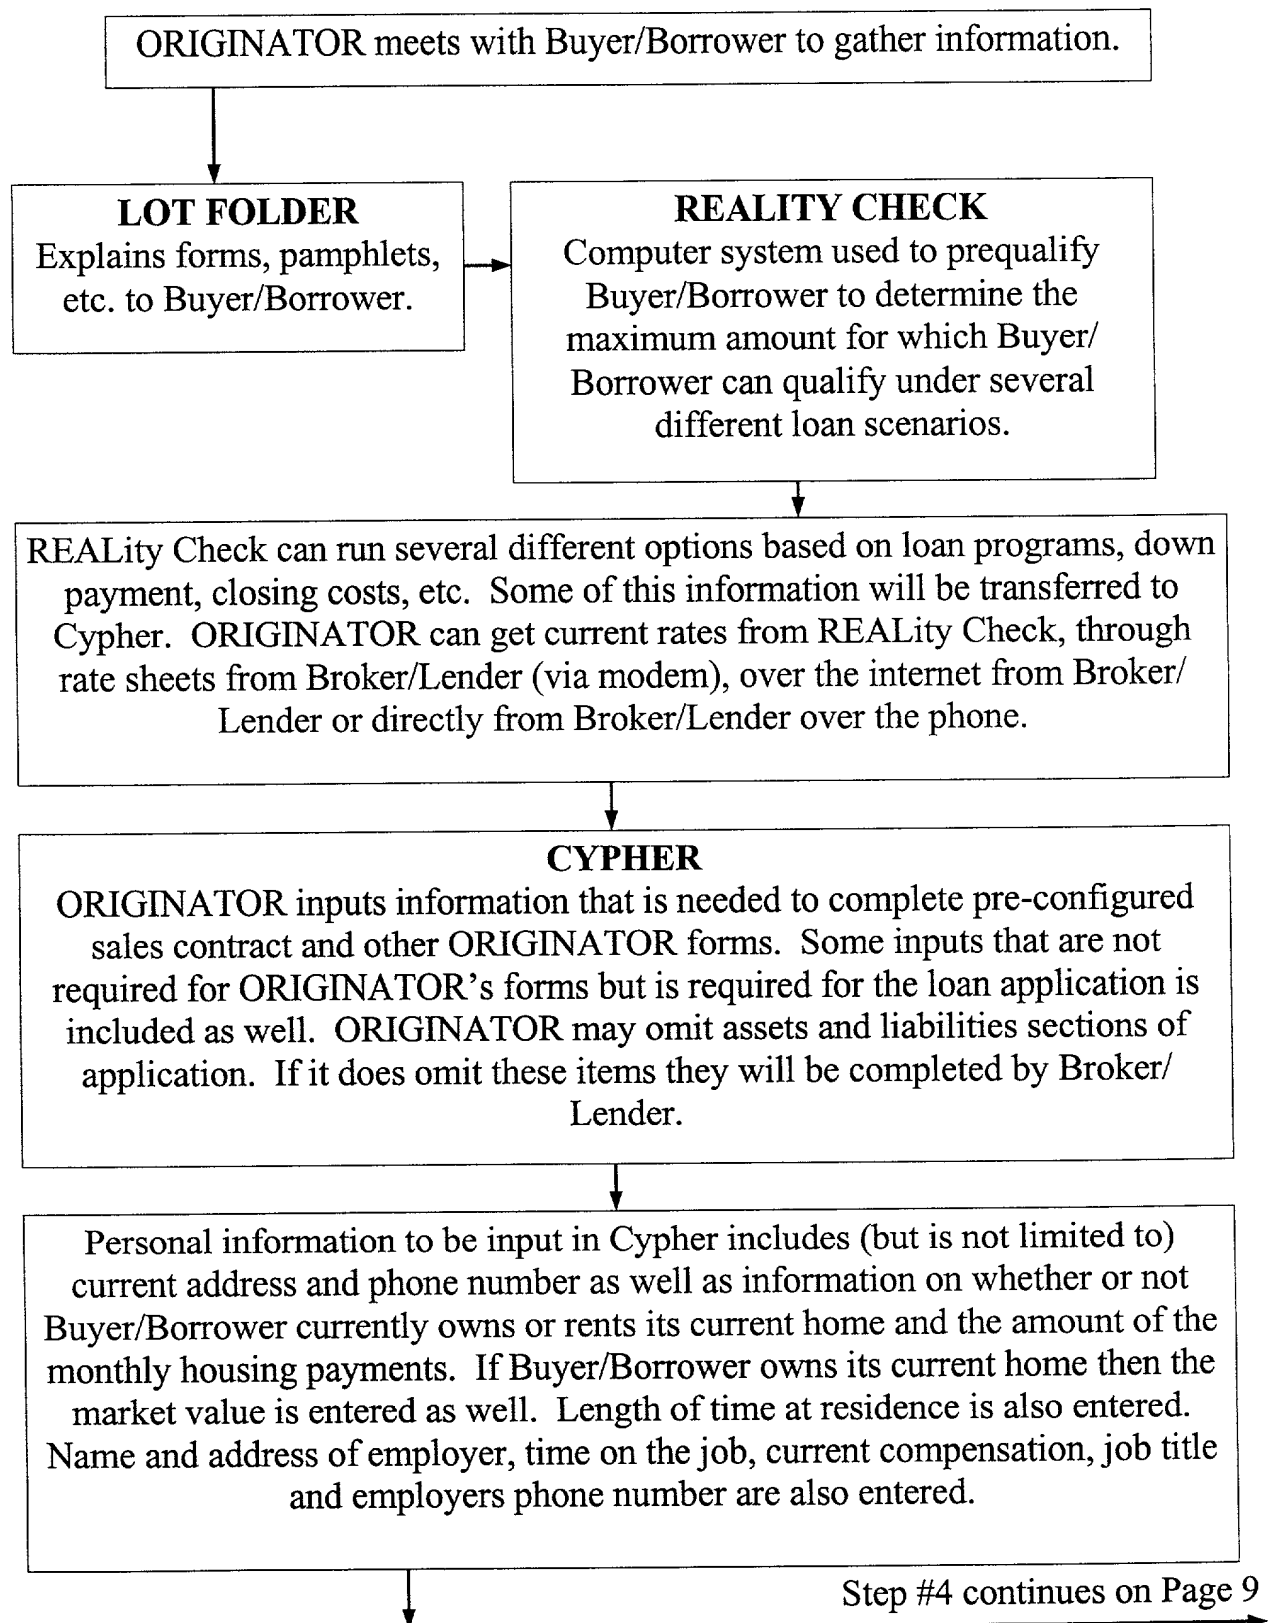 ORIGINATOR meets with Buyer/Borrower to gather information.
LOT FOLDER
Explains forms, pamphlets,
etc. to Buyer/Borrower.
REALITY CHECK
Computer system used to prequalify
Buyer/Borrower to determine the
maximum amount for which Buyer/
Borrower can qualify under several
different loan scenarios.
REALity Check can run several different options based on loan programs, down
payment, closing costs, etc.  Some of this information will be transferred to
Cypher.  ORIGINATOR can get current rates from REALity Check, through
rate sheets from Broker/Lender (via modem), over the internet from Broker/
Lender or directly from Broker/Lender over the phone.
CYPHER
ORIGINATOR inputs information that is needed to complete pre-configured
sales contract and other ORIGINATOR forms.  Some inputs that are not
required for ORIGINATOR's forms but is required for the loan application is
included as well.  ORIGINATOR may omit assets and liabilities sections of
application.  If it does omit these items they will be completed by Broker/
Lender.
Personal information to be input in Cypher includes (but is not limited to)
current address and phone number as well as information on whether or not
Buyer/Borrower currently owns or rents its current home and the amount of the
monthly housing payments.  If Buyer/Borrower owns its current home then the
market value is entered as well.  Length of time at residence is also entered.
Name and address of employer, time on the job, current compensation, job title
and employers phone number are also entered.
Step #4 continues on Page 9